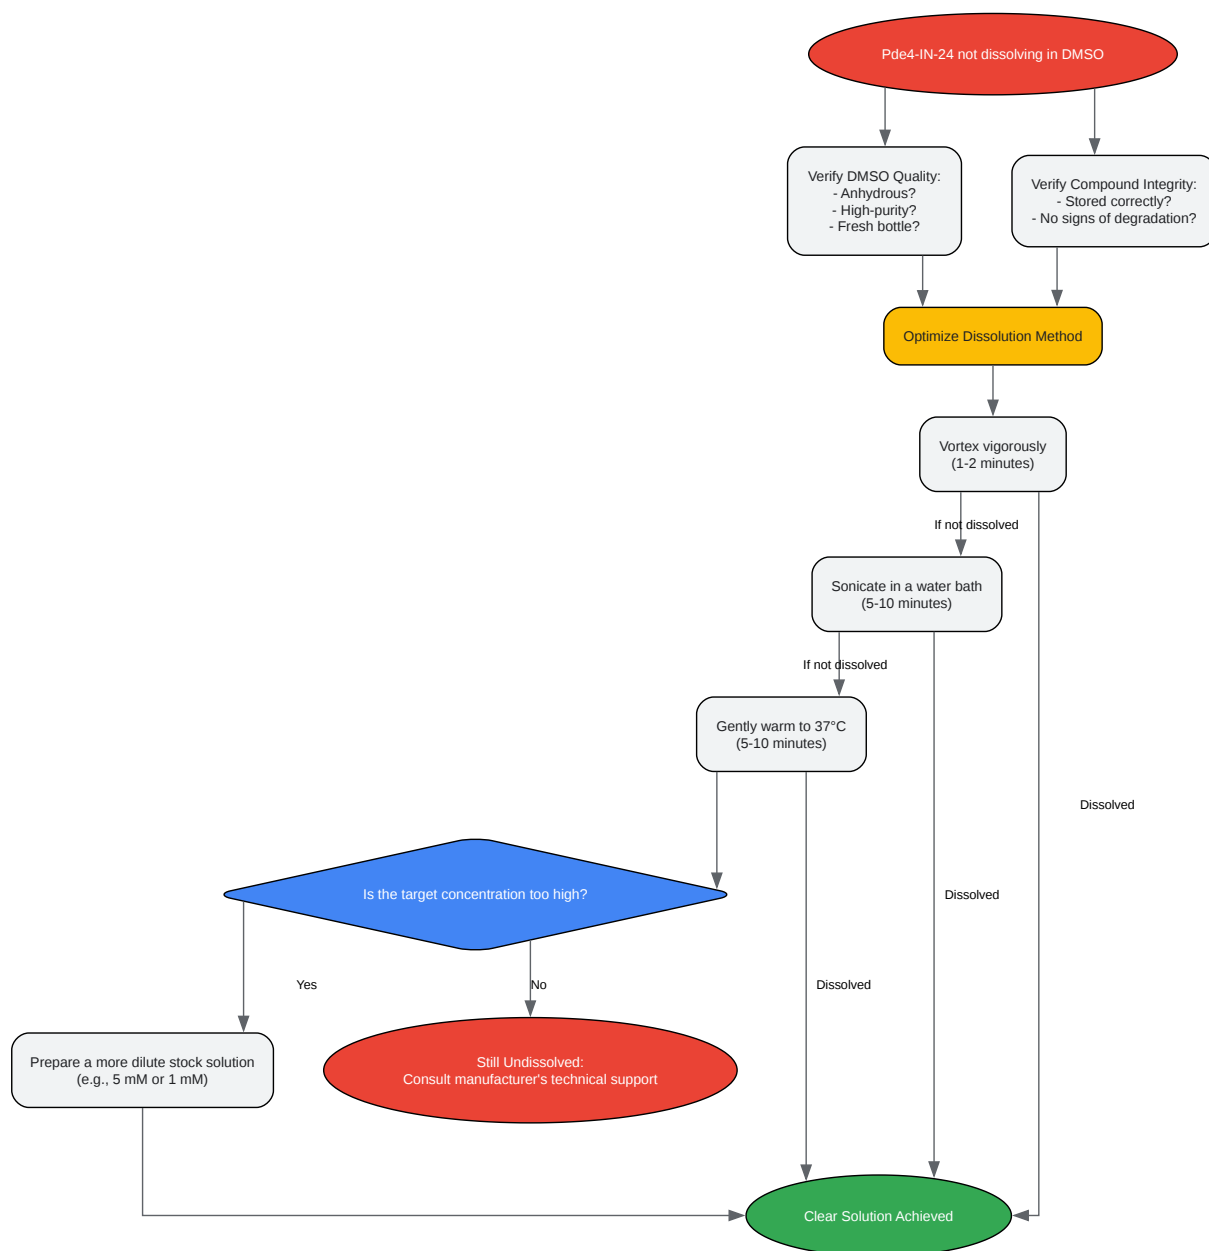 Pde4-IN-24 not dissolving in DMSO
Verify DMSO Quality:
- Anhydrous?
- High-purity?
- Fresh bottle?
Verify Compound Integrity:
- Stored correctly?
- No signs of degradation?
Optimize Dissolution Method
Vortex vigorously
(1-2 minutes)
If not dissolved
Sonicate in a water bath
(5-10 minutes)
If not dissolved
Gently warm to 37°C
(5-10 minutes)
Dissolved
Is the target concentration too high?
Dissolved
Yes
No
Dissolved
Prepare a more dilute stock solution
(e.g., 5 mM or 1 mM)
Still Undissolved:
Consult manufacturer's technical support
Clear Solution Achieved